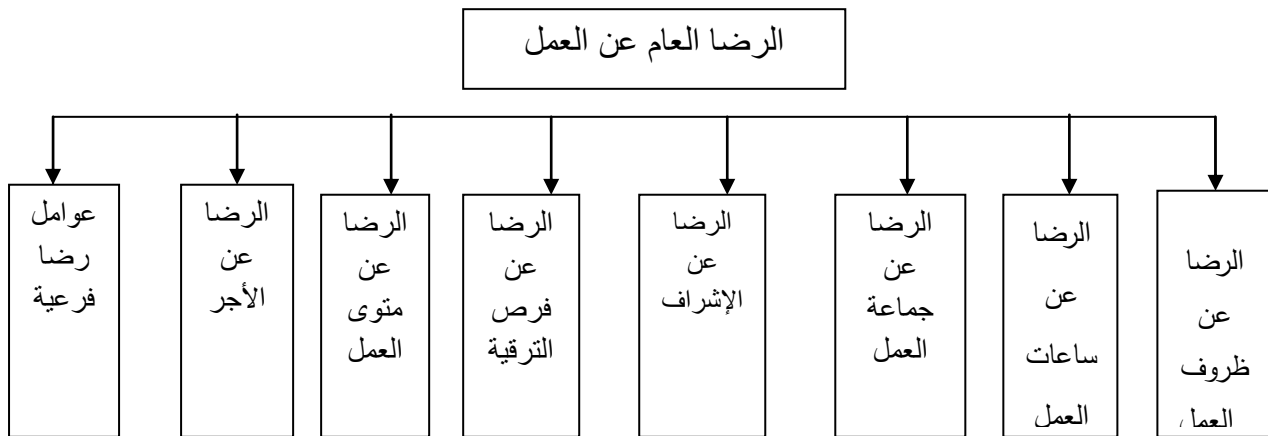 الرضا العام عن العمل
الرضا
عن
ظروف
العمل
الرضا
عن
ساعات
العمل
الرضا
عن
جماعة
العمل
الرضا
عن
الإشراف
الرضا
عن
فرص
الترقية
الرضا
عن
متوى
العمل
الرضا
عن
الأجر
عوامل
رضا
فرعية